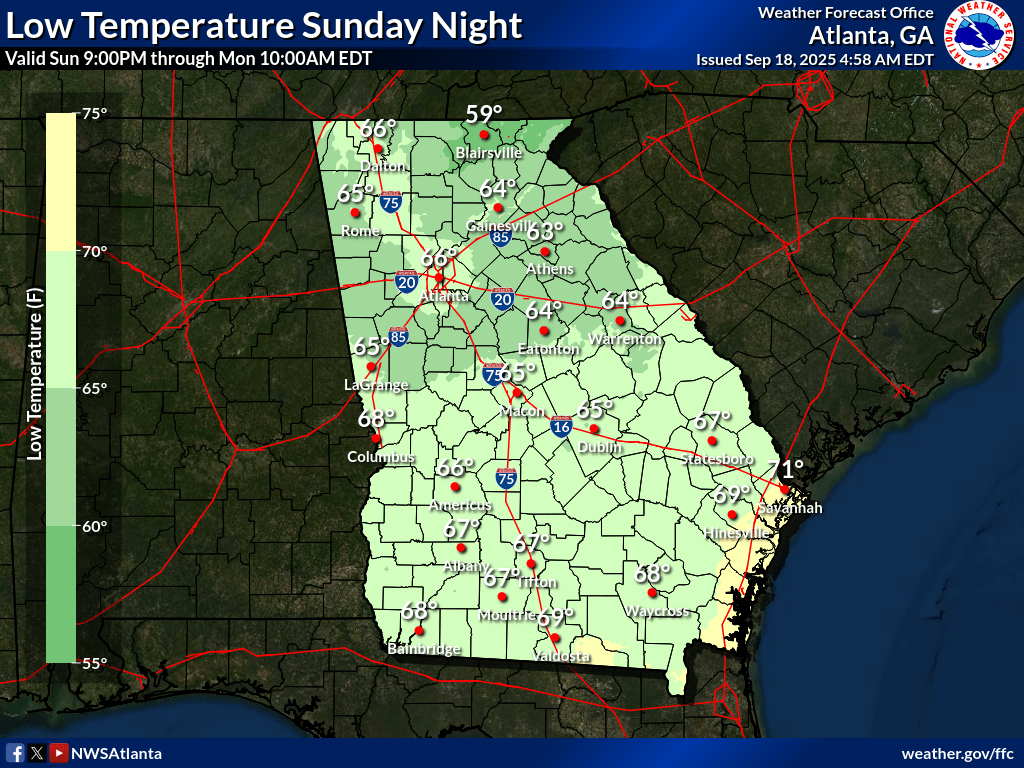 Low Temperature Sunday Night
Valid Sun 9:00PM through Mon 10:00AM EDT
Weather Forecast Office
Atlanta, GA
Issued Sep 18, 2025 4:58 AM EDT
NATIONAL WEATHER SERVICE
Low Temperature (F)
75°
70°
65°
60°
55°
66°
Dalton
59°
Blairsville
65°
Rome
75
64°
Gainesville
85
63°
Athens
66°
Atlanta
20
20
64°
Eatonton
64°
Warrenton
85
65°
LaGrange
75
65°
Macon
68°
Columbus
16
65°
Dublin
67°
Statesboro
66°
Americus
75
71°
Savannah
69°
Hinesville
67°
Albany
67°
Tifton
67°
Moultrie
68°
Waycross
68°
Bainbridge
69°
Valdosta
NWSAtlanta
weather.gov/ffc